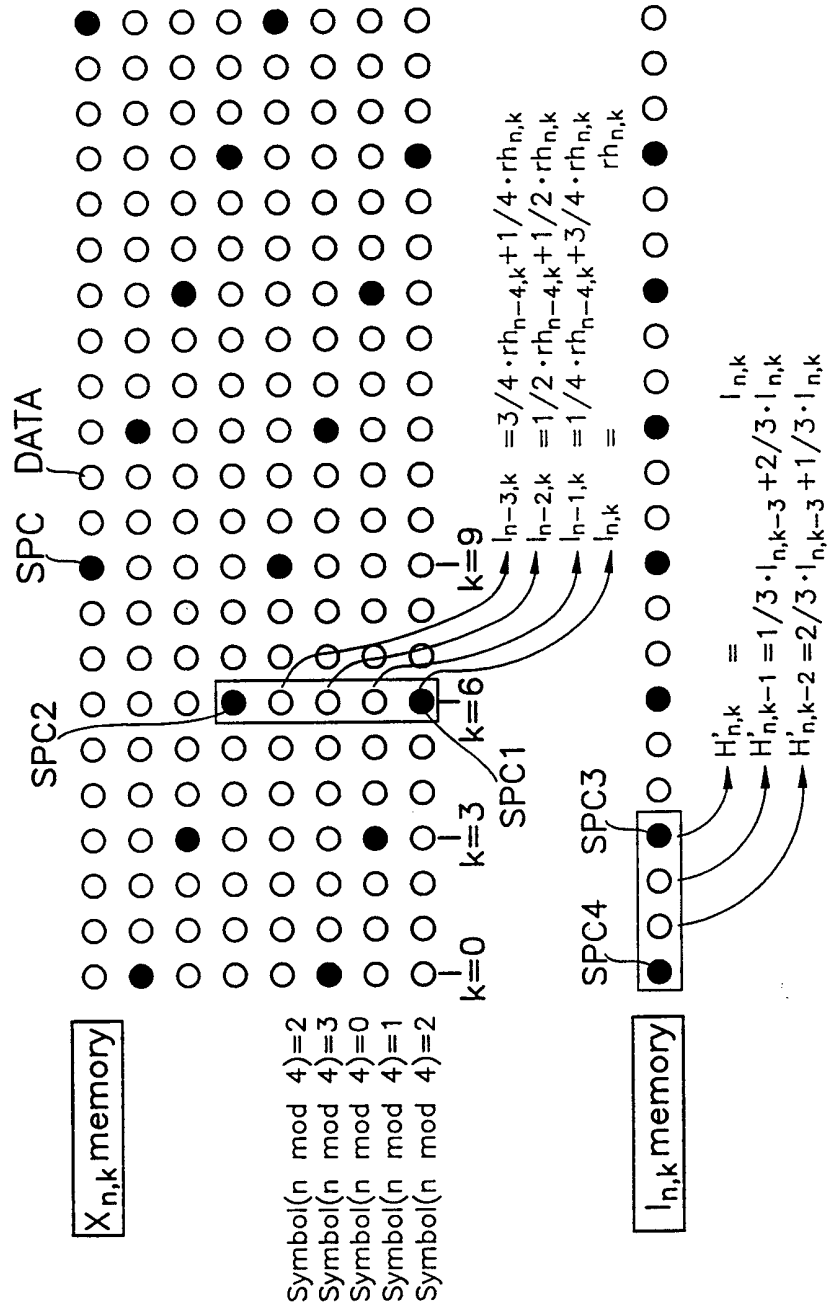 X_{n,k} memory
SPC DATA
SPC2
Symbol(n mod 4)=2
Symbol(n mod 4)=3
Symbol(n mod 4)=0
Symbol(n mod 4)=1
Symbol(n mod 4)=2
k=0
k=3
k=6
k=9
SPC1
I_{n-3,k} =3/4·rh_{n-4,k}+1/4·rh_{n,k}
I_{n-2,k} =1/2·rh_{n-4,k}+1/2·rh_{n,k}
I_{n-1,k} =1/4·rh_{n-4,k}+3/4·rh_{n,k}
I_{n,k} = rh_{n,k}
I_{n,k} memory
SPC4
SPC3
H'_{n,k} = I_{n,k}
H'_{n,k-1} =1/3·I_{n,k-3}+2/3·I_{n,k}
H'_{n,k-2} =2/3·I_{n,k-3}+1/3·I_{n,k}